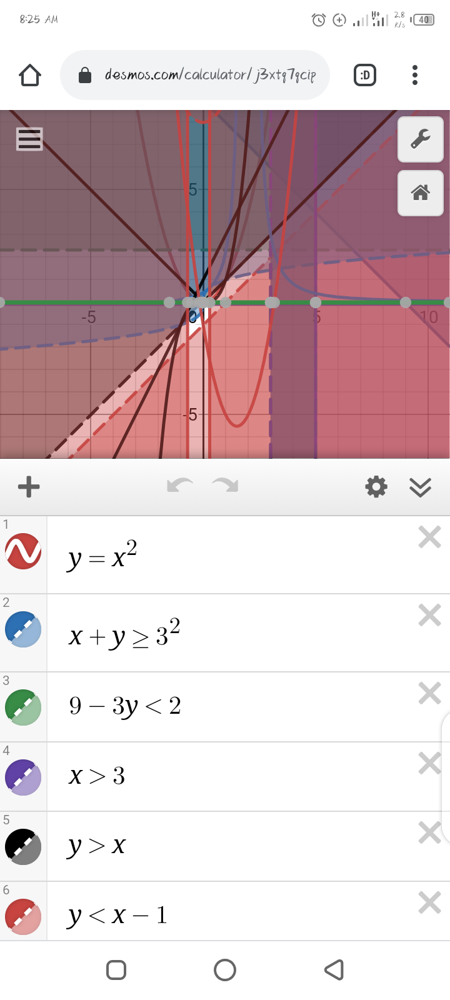 8:25 AM
H+
2.8
K/s
40
desmos.com/calculator/j3xtq7qcip
:D
5
-5
0
5
10
-5
1
y = x²
2
x + y ≥ 3²
3
9 − 3y < 2
4
x > 3
5
y > x
6
y < x − 1